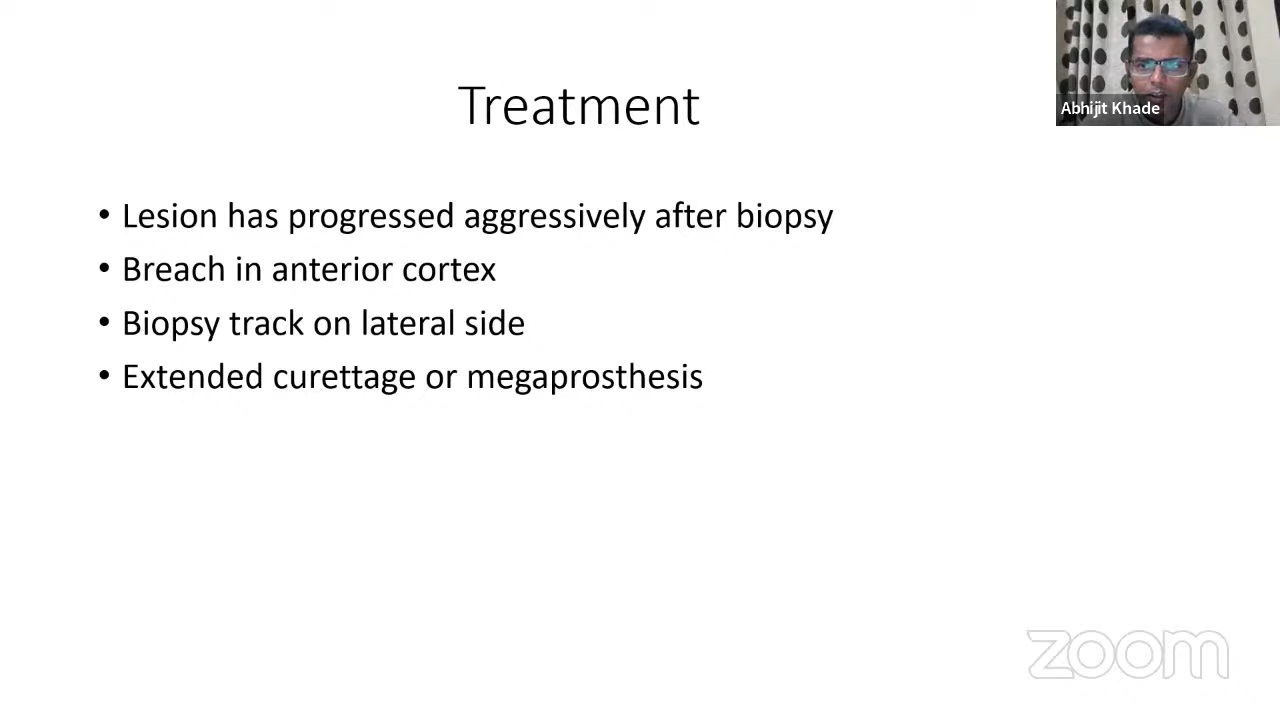 Treatment
Abhijit Khade
• Lesion has progressed aggressively after biopsy
• Breach in anterior cortex
• Biopsy track on lateral side
• Extended curettage or megaprosthesis
zoom